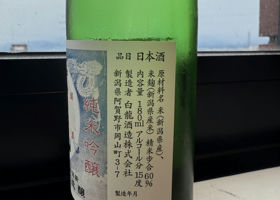 品目 日本酒
原材料名 米(新潟県産)、
米麹(新潟県産米) 精米歩合60%
内容量 180ml アルコール分 15度
製造者 白龍酒造株式会社
新潟県阿賀野市岡山町3-7
製造年月
純米吟醸